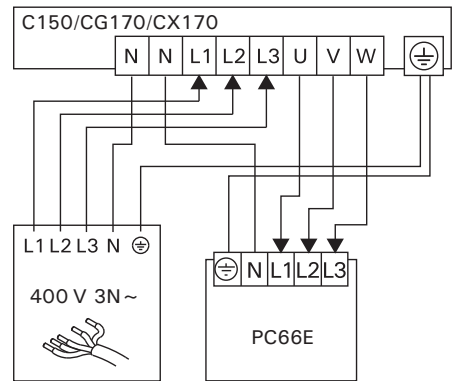 C150/CG170/CX170
N N L1 L2 L3 U V W
L1 L2 L3 N
400 V 3N~
N L1 L2 L3
PC66E